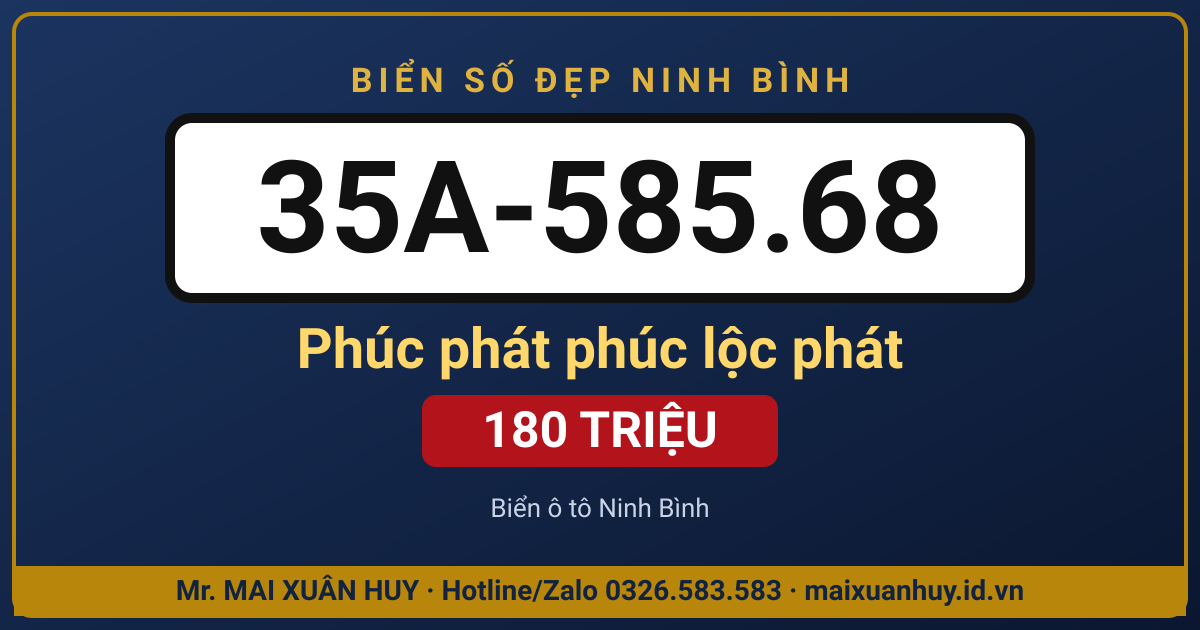 BIỂN SỐ ĐẸP NINH BÌNH
35A-585.68
Phúc phát phúc lộc phát
180 TRIỆU
Biển ô tô Ninh Bình
Mr. MAI XUÂN HUY · Hotline/Zalo 0326.583.583 · maixuanhuy.id.vn